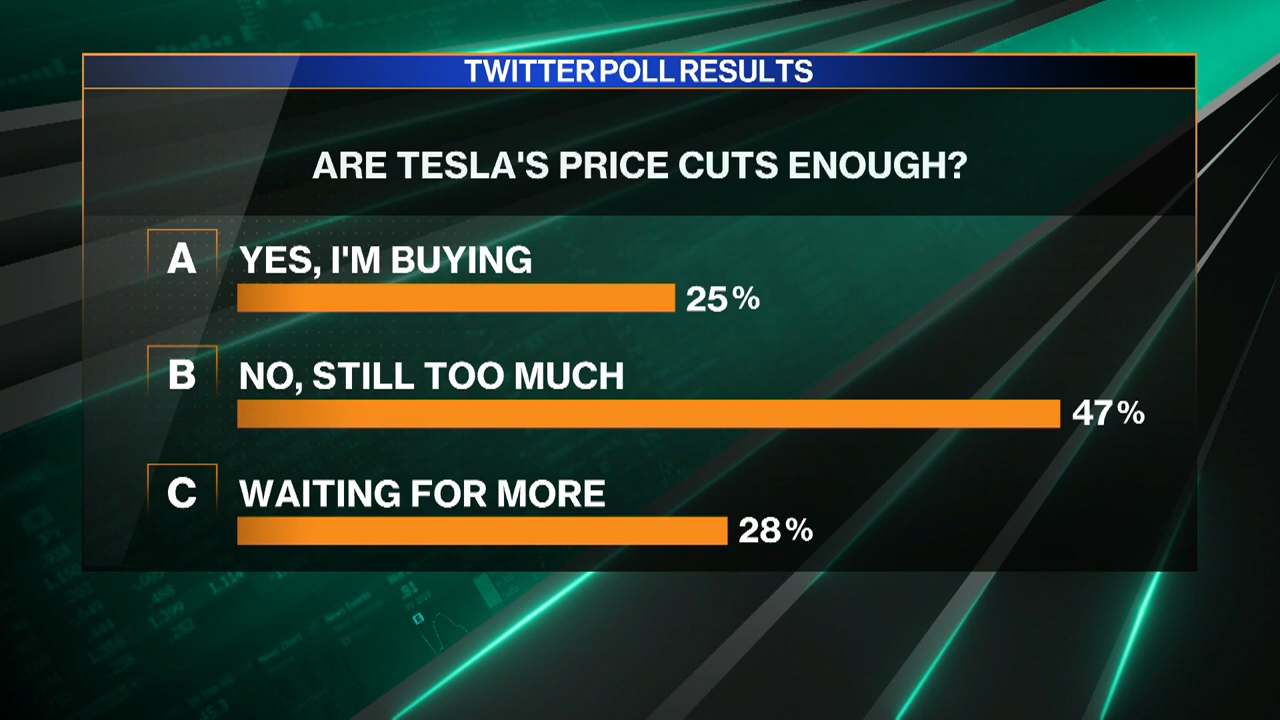 TWITTER POLL RESULTS
ARE TESLA'S PRICE CUTS ENOUGH?
A YES, I'M BUYING
25%
B NO, STILL TOO MUCH
47%
C WAITING FOR MORE
28%